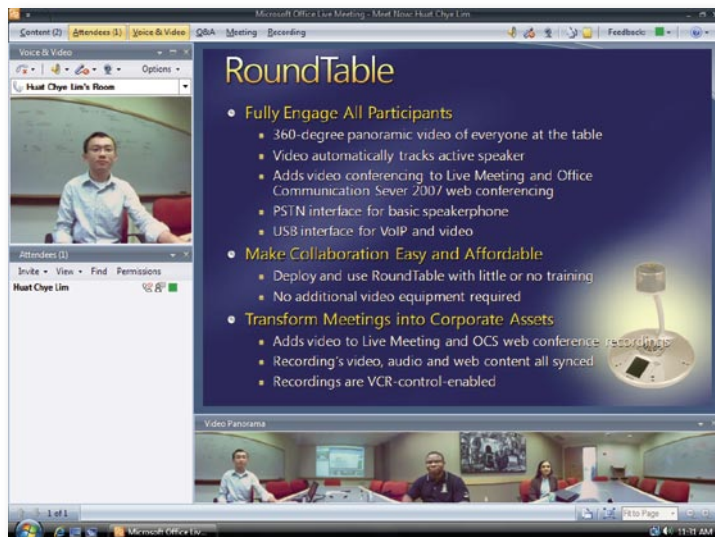 Microsoft Office Live Meeting - Meet Now: Huat Chye Lim
Content (2) Attendees (1) Voice & Video Q&A Meeting Recording
Feedback:
Voice & Video
Options
Huat Chye Lim's Room
RoundTable
Fully Engage All Participants
360-degree panoramic video of everyone at the table
Video automatically tracks active speaker
Adds video conferencing to Live Meeting and Office
Communication Sever 2007 web conferencing
PSTN interface for basic speakerphone
USB interface for VoIP and video
Make Collaboration Easy and Affordable
Deploy and use RoundTable with little or no training
No additional video equipment required
Transform Meetings into Corporate Assets
Adds video to Live Meeting and OCS web conference recordings
Recording's video, audio and web content all synced
Recordings are VCR-control-enabled
Attendees (1)
Invite View Find Permissions
Huat Chye Lim
Video Panorama
1 of 1
Fit to Page
Microsoft Office Liv...
11:31 AM